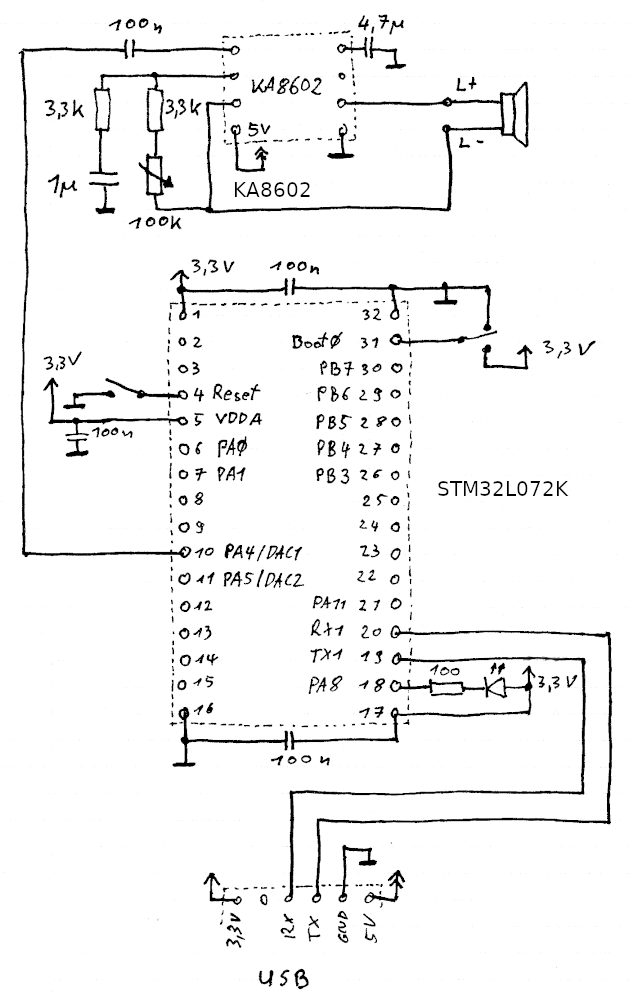 100n
4,7µ
KA8602
L+
3,3k
3,3k
5V
L-
KA8602
1µ
100k
3,3V
100n
1
32
2
Boot0
31
3,3V
3
PB7 30
3,3V
4 Reset
PB6 29
5 VDDA
PB5 28
100n
6 PA0
PB4 27
7 PA1
PB3 26
STM32L072K
8
25
9
24
10 PA4/DAC1
23
11 PA5/DAC2
22
12
PA11 21
13
RX1 20
14
TX1 19
100
15
PA8 18
3,3V
16
17
100n
3,3V
RX
TX
GND
5V
USB